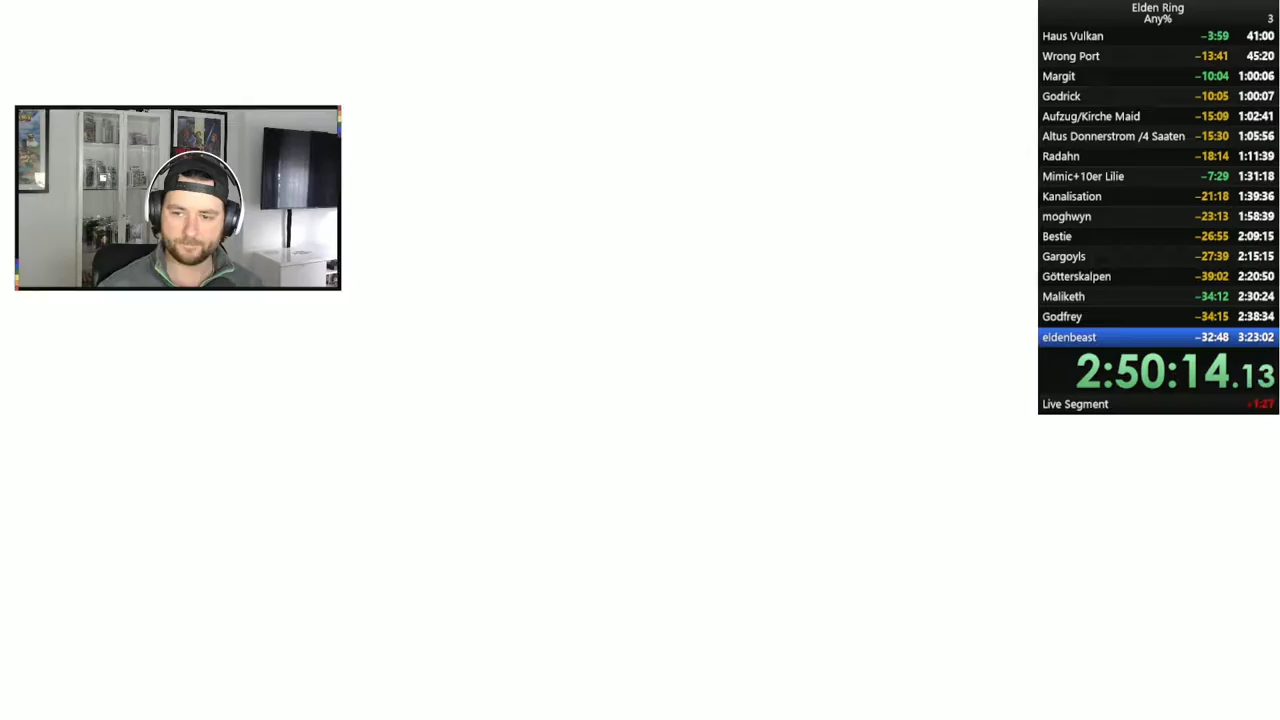 Elden Ring
Any% 3
Haus Vulkan −3:59 41:00
Wrong Port −13:41 45:20
Margit −10:04 1:00:06
Godrick −10:05 1:00:07
Aufzug/Kirche Maid −15:09 1:02:41
Altus Donnerstrom /4 Saaten −15:30 1:05:56
Radahn −18:14 1:11:39
Mimic+10er Lilie −7:29 1:31:18
Kanalisation −21:18 1:39:36
moghwyn −23:13 1:58:39
Bestie −26:55 2:09:15
Gargoyls −27:39 2:15:15
Götterskalpen −39:02 2:20:50
Maliketh −34:12 2:30:24
Godfrey −34:15 2:38:34
eldenbeast −32:48 3:23:02
2:50:14.13
Live Segment +1:27